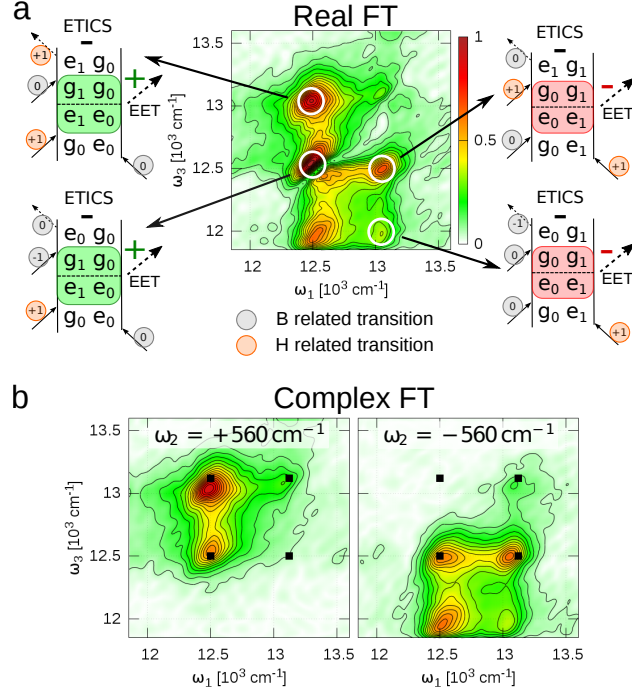 a
Real FT
ETICS
−
+1
e1 g0
0
g1 g0
+
e1 e0
EET
+1
g0 e0
0
ETICS
−
0
e0 g0
-1
g1 g0
+
e1 e0
EET
+1
g0 e0
0
13.5
13
12.5
12
ω3 [10³ cm⁻¹]
12 12.5 13 13.5
ω1 [10³ cm⁻¹]
1
0.5
0
B related transition
H related transition
ETICS
−
0
e1 g1
+1
g0 g1
-
e0 e1
EET
0
g0 e1
+1
ETICS
−
-1
e0 g1
0
g0 g1
-
e0 e1
EET
0
g0 e1
+1
b
Complex FT
ω2 = +560 cm⁻¹
ω2 = −560 cm⁻¹
13.5
13
12.5
12
ω3 [10³ cm⁻¹]
12 12.5 13 13.5
12 12.5 13 13.5
ω1 [10³ cm⁻¹]
ω1 [10³ cm⁻¹]